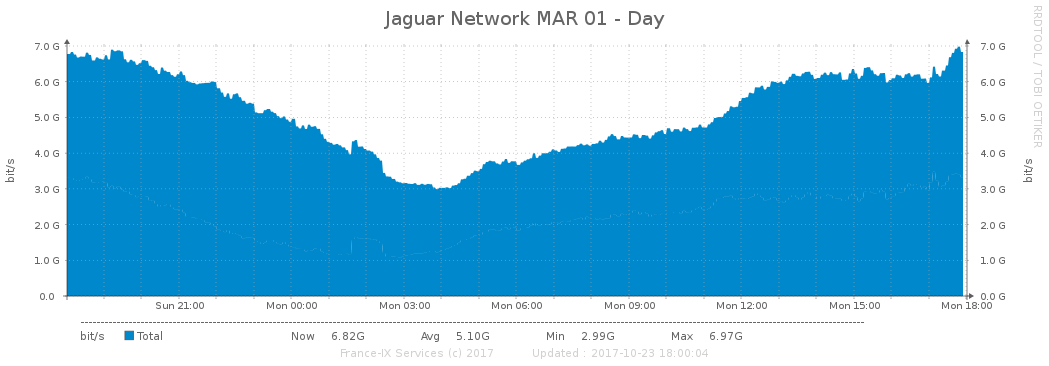 Jaguar Network MAR 01 - Day
RRDTOOL / TOBI OETIKER
bit/s
7.0 G
6.0 G
5.0 G
4.0 G
3.0 G
2.0 G
1.0 G
0.0
7.0 G
6.0 G
5.0 G
4.0 G
3.0 G
2.0 G
1.0 G
0.0 G
bit/s
Sun 21:00 Mon 00:00 Mon 03:00 Mon 06:00 Mon 09:00 Mon 12:00 Mon 15:00 Mon 18:00
bit/s Total Now 6.82G Avg 5.10G Min 2.99G Max 6.97G
France-IX Services (c) 2017 Updated : 2017-10-23 18:00:04